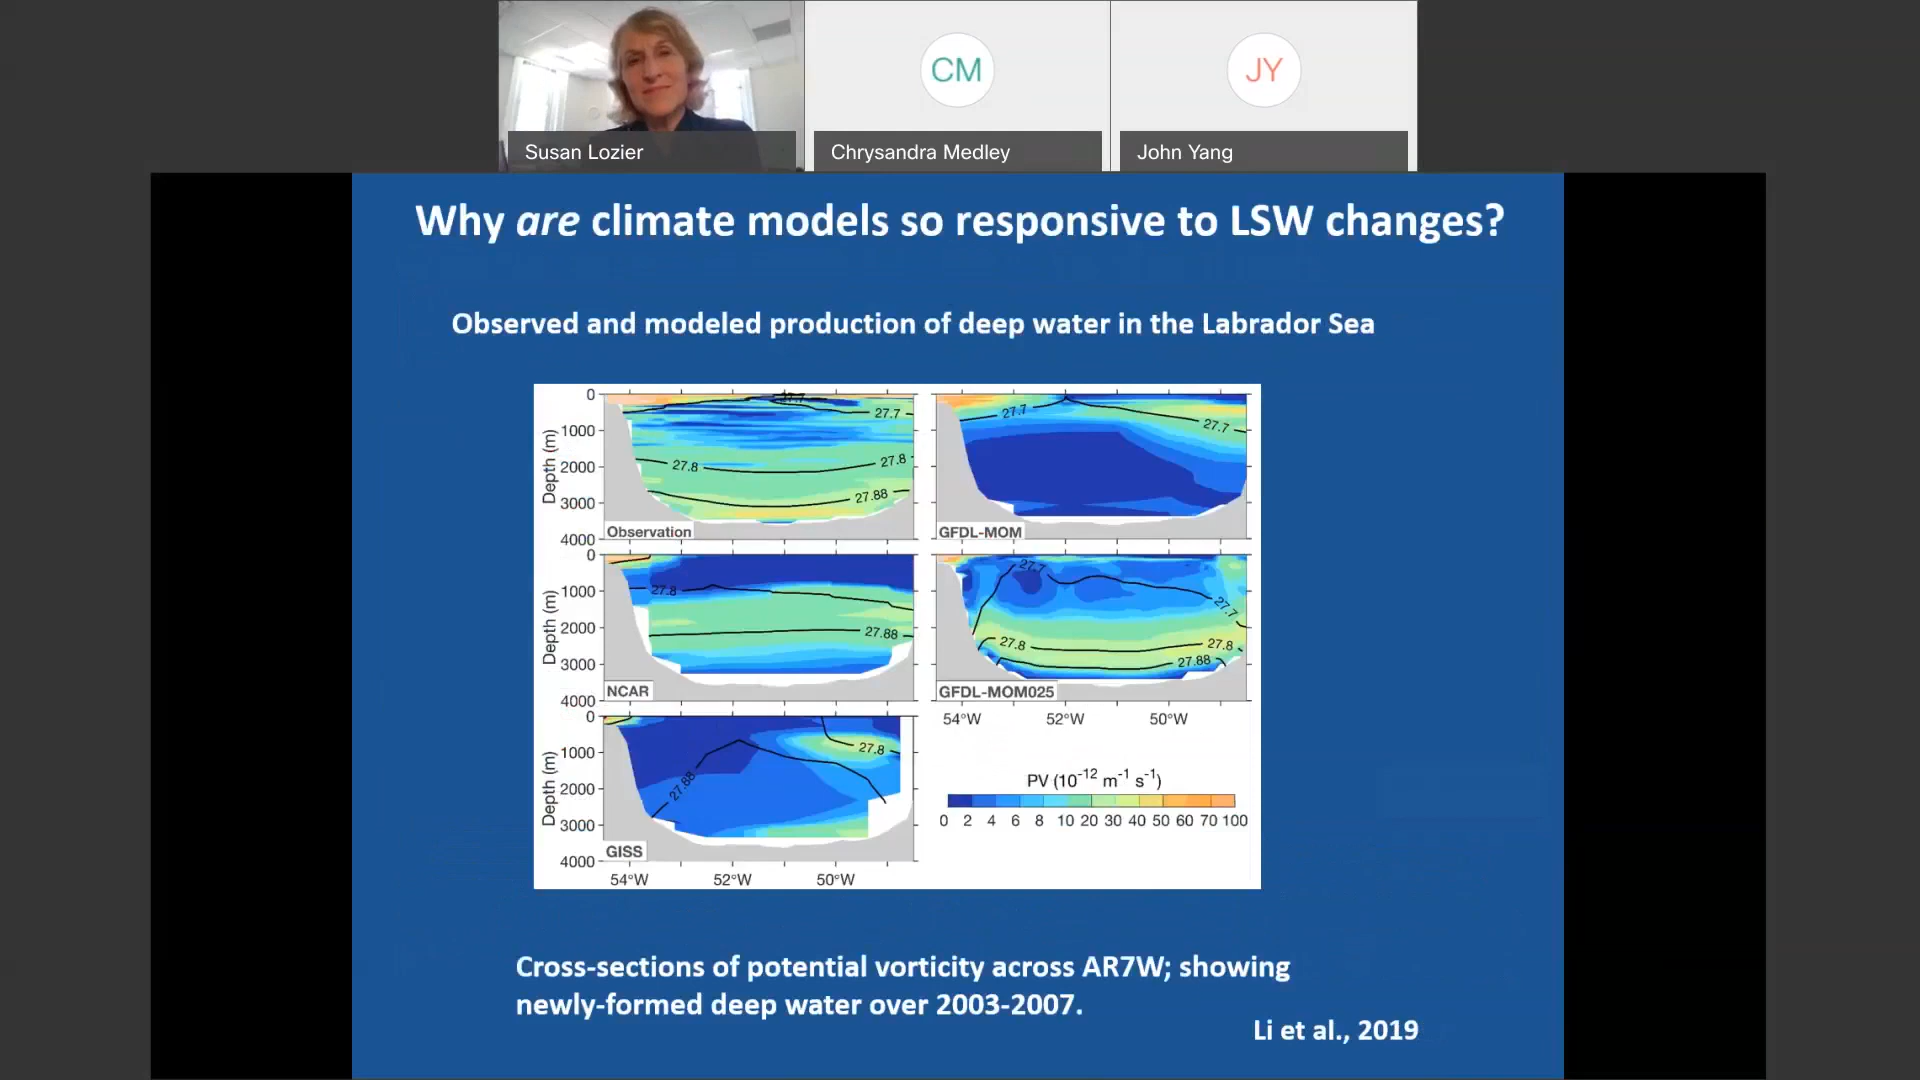 CM
JY
Susan Lozier
Chrysandra Medley
John Yang
Why are climate models so responsive to LSW changes?
Observed and modeled production of deep water in the Labrador Sea
0
1000
2000
3000
4000
Depth (m)
27.7
27.7
27.8
27.8
27.88
Observation
27.7
27.7
GFDL-MOM
0
1000
2000
3000
4000
Depth (m)
27.8
27.88
NCAR
27.7
27.7
27.8
27.8
27.88
GFDL-MOM025
54°W 52°W 50°W
0
1000
2000
3000
4000
Depth (m)
27.8
27.88
GISS
54°W 52°W 50°W
PV (10-12 m-1 s-1)
0 2 4 6 8 10 20 30 40 50 60 70 100
Cross-sections of potential vorticity across AR7W; showing
newly-formed deep water over 2003-2007.
Li et al., 2019